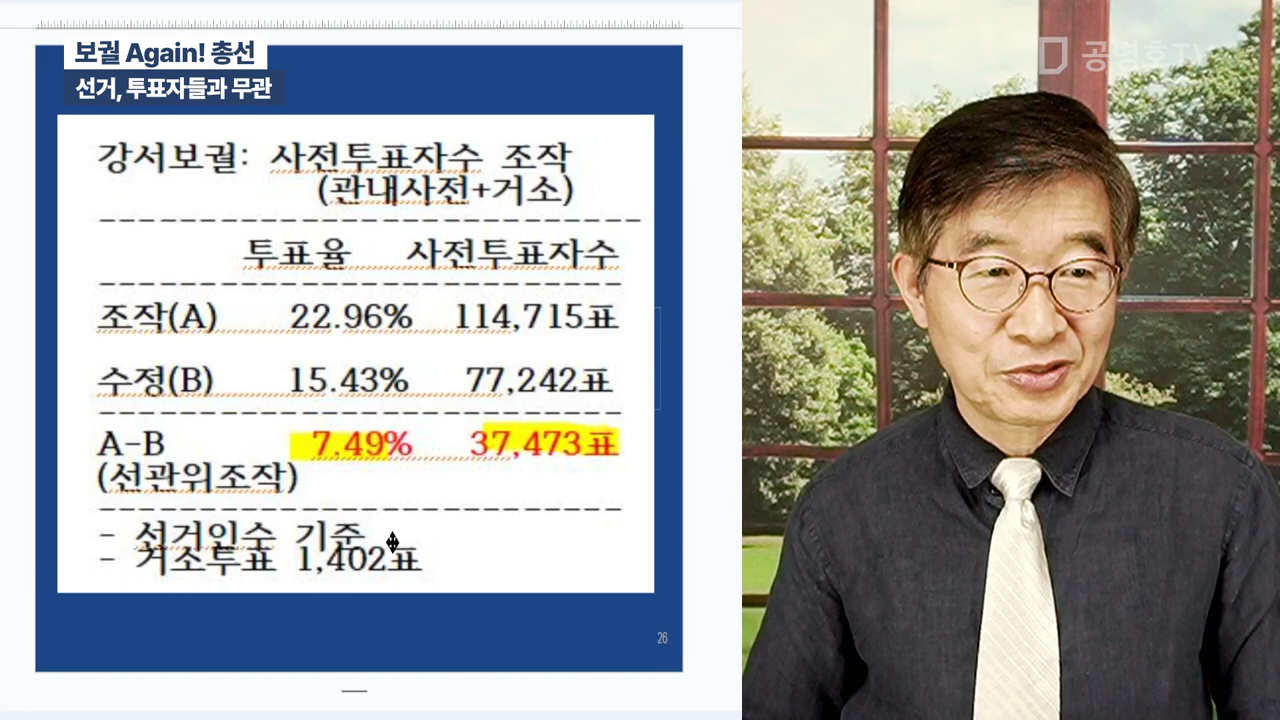 보궐 Again! 총선
선거, 투표자들과 무관
공병호TV
강서보궐: 사전투표자수 조작
(관내사전+거소)
투표율 사전투표자수
조작(A) 22.96% 114,715표
수정(B) 15.43% 77,242표
A-B 7.49% 37,473표
(선관위조작)
- 선거인수 기준
- 거소투표 1,402표
26